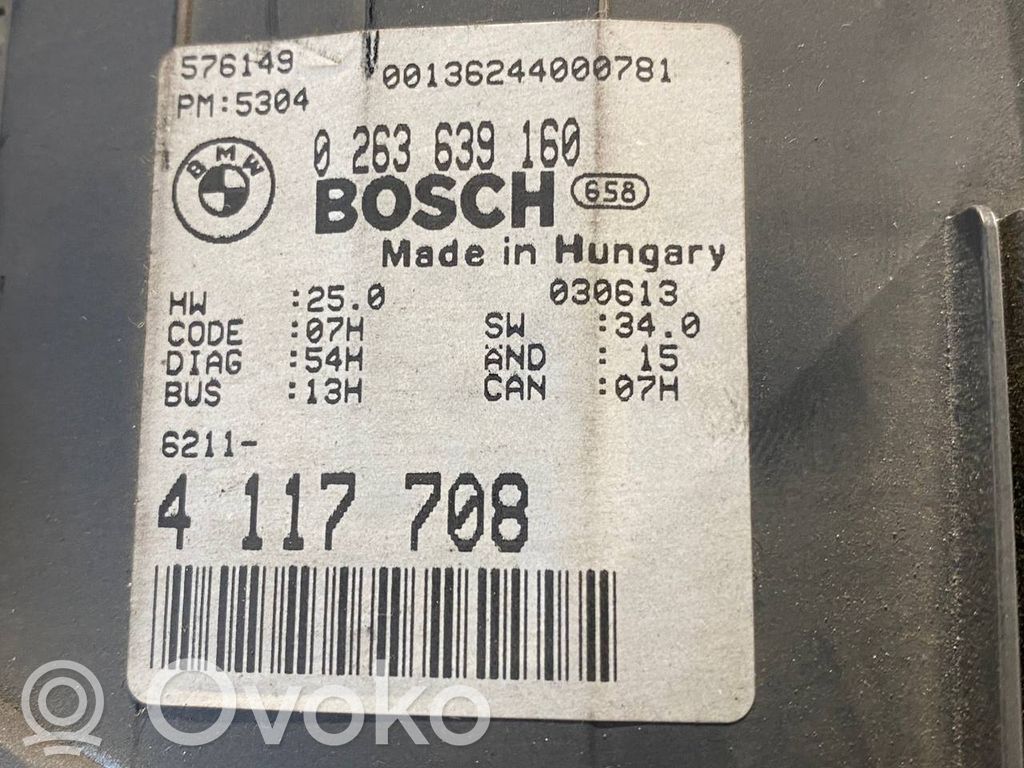 576149 00136244000781
PM:5304
0 263 639 160
BMW
BOSCH 658
Made in Hungary
HW :25.0 030613
CODE :07H SW :34.0
DIAG :54H ÄND : 15
BUS :13H CAN :07H
6211-
4 117 708
Ovoko